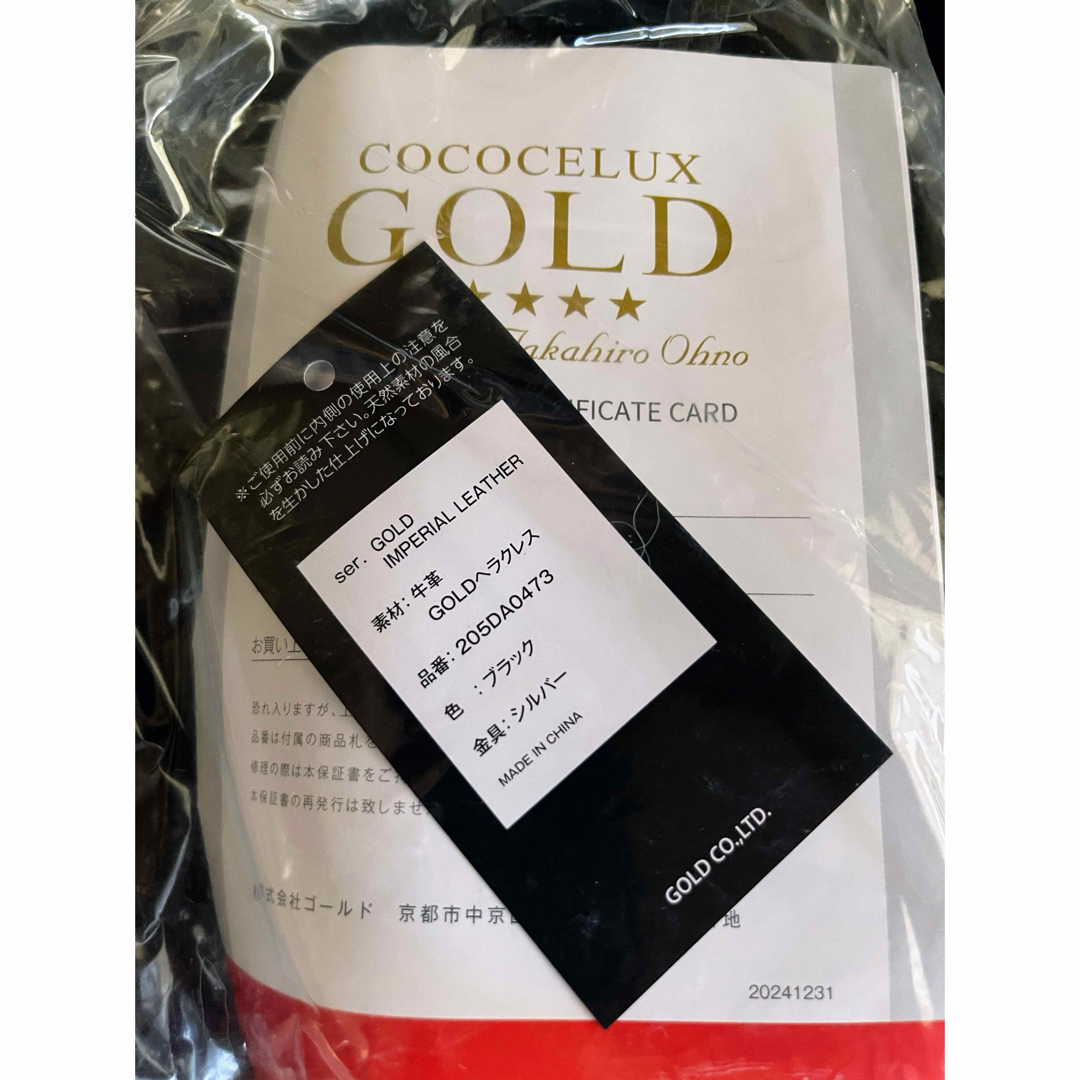 COCOCELUX
GOLD
Takahiro Ohno
CARD
※ご使用前に内側の使用上の注意を
必ずお読み下さい。天然素材の風合
を生かした仕上げになっております。
ser. GOLD
IMPERIAL LEATHER
素材:牛革
GOLDヘラクレス
品番:205DA0473
色 :ブラック
金具:シルバー
MADE IN CHINA
GOLD CO.,LTD.
お買い上
恐れ入りますが、
品番は付属の商品札を
修理の際は本保証書をご
本保証書の再発行は致しませ
式会社ゴールド 京都市中京
地
20241231